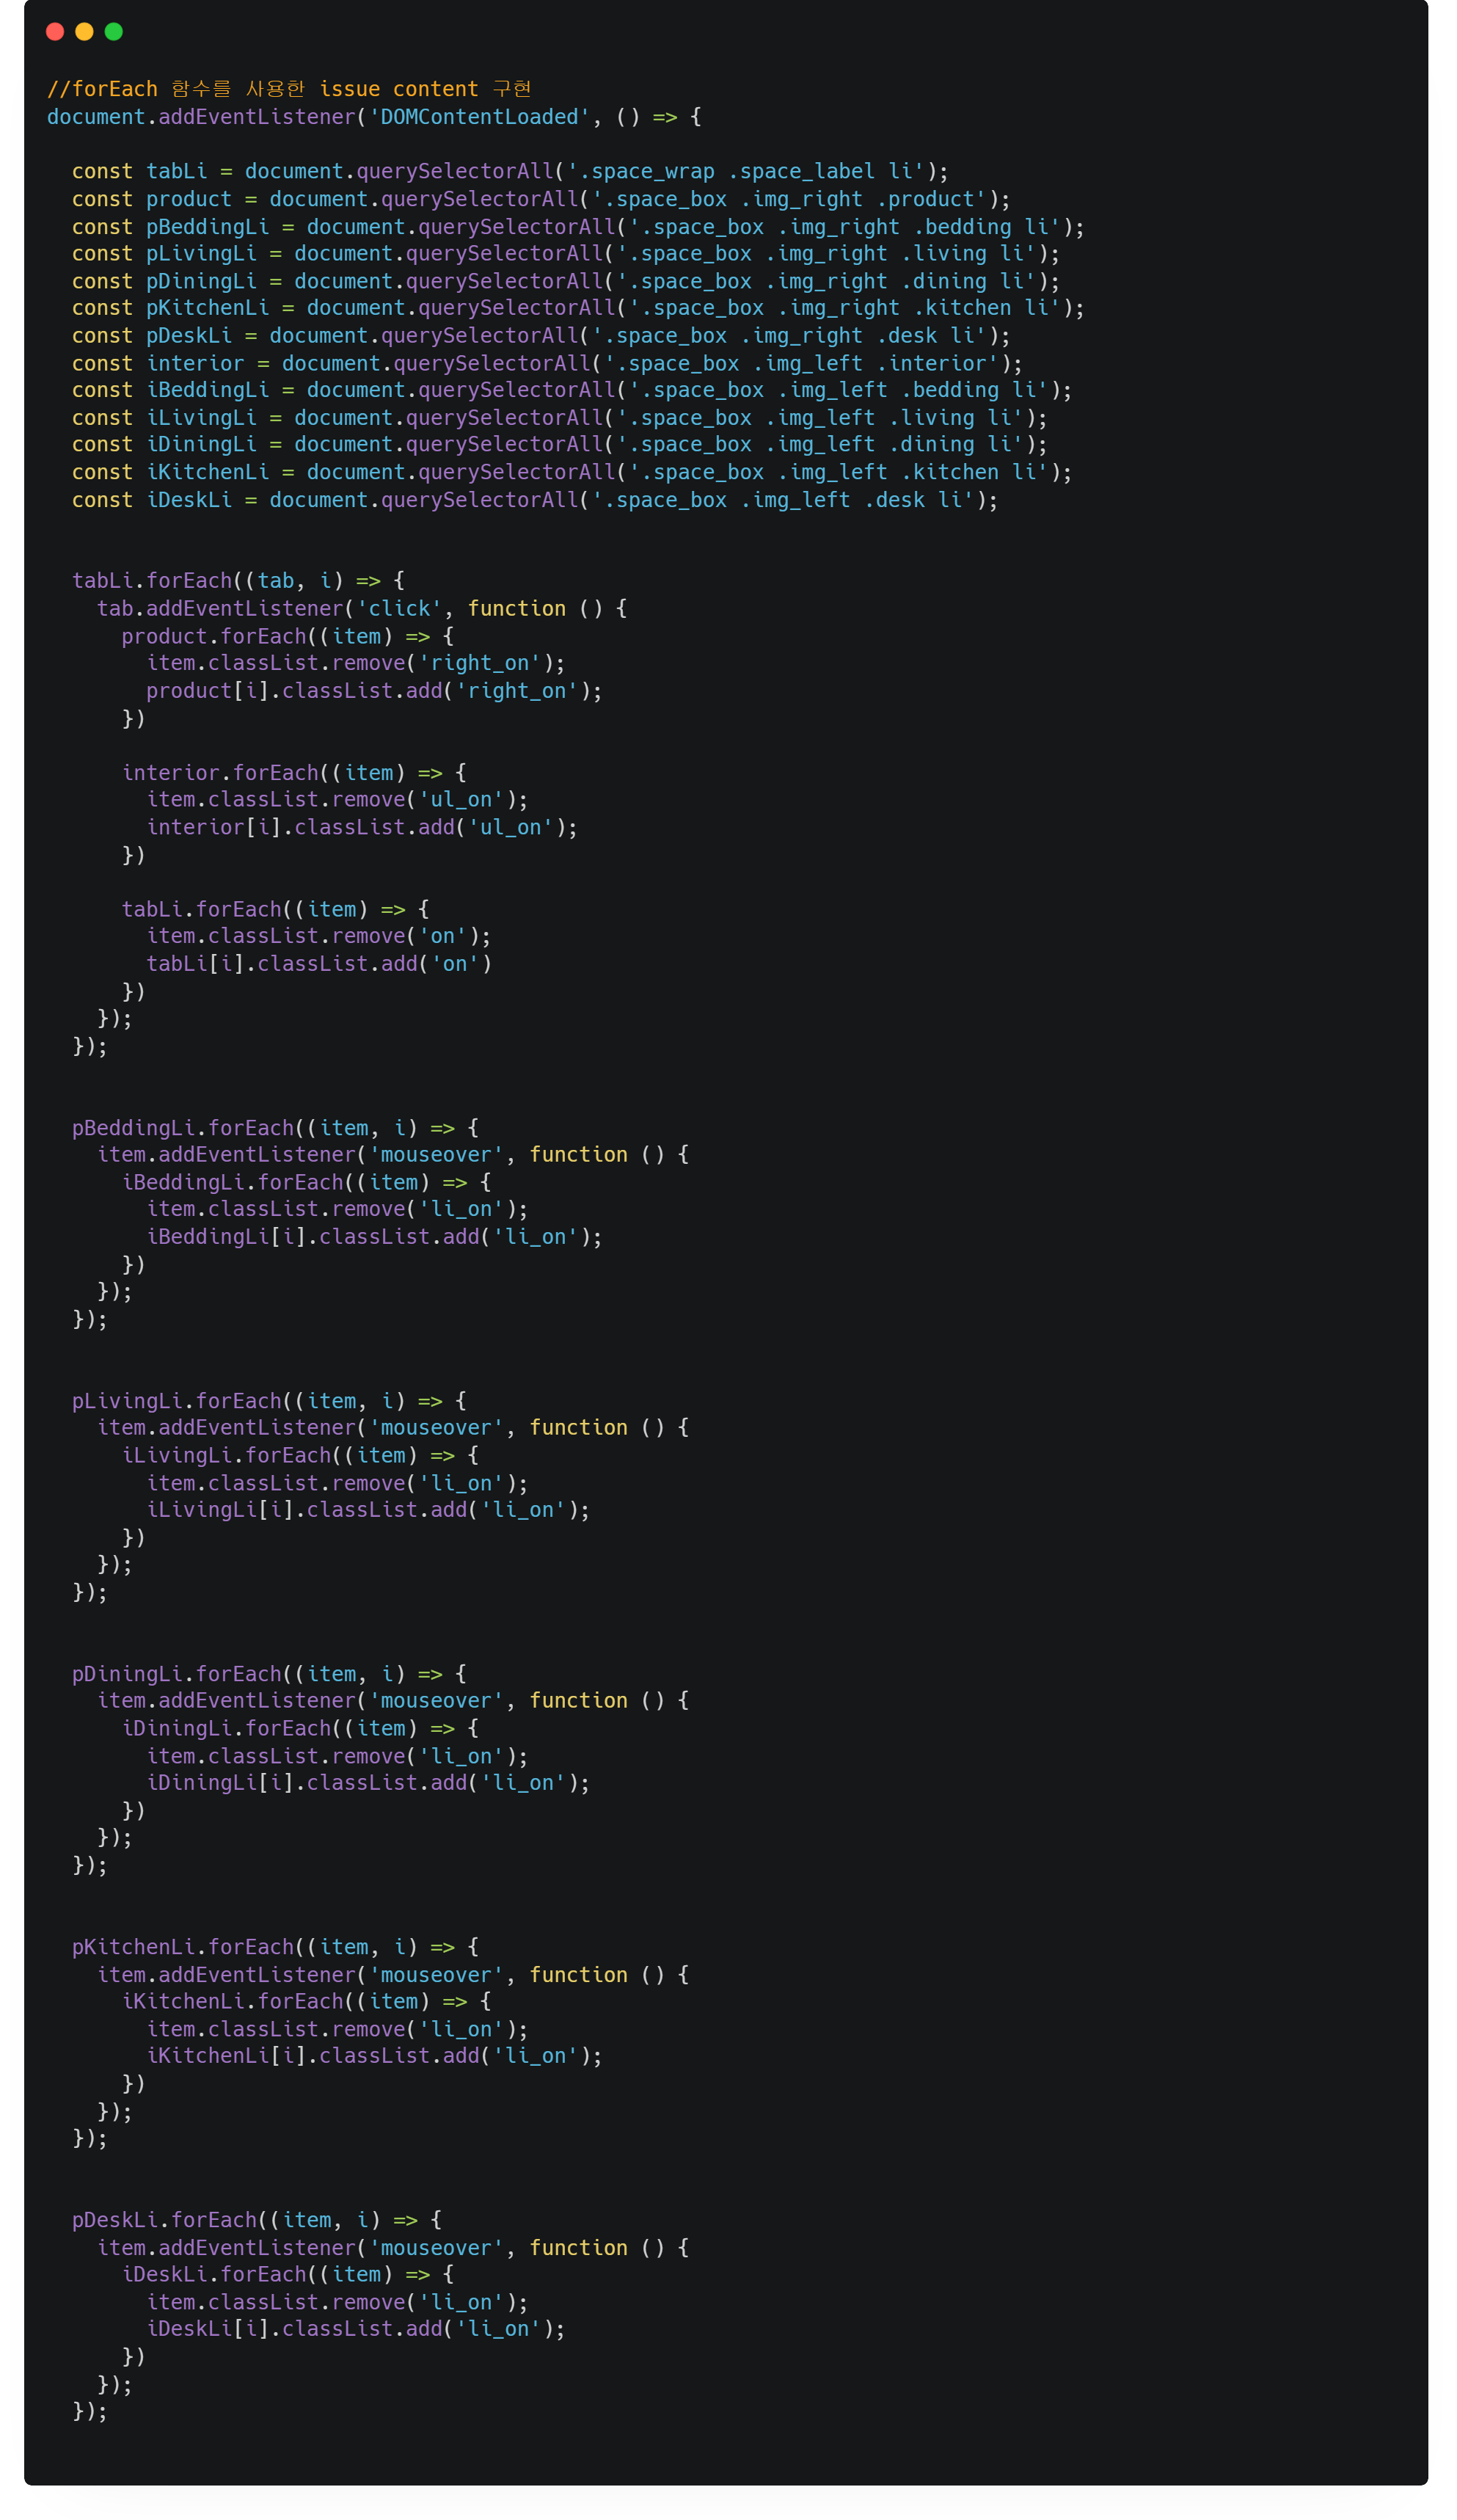 //forEach 함수를 사용한 issue content 구현
document.addEventListener('DOMContentLoaded', () => {
  const tabLi = document.querySelectorAll('.space_wrap .space_label li');
  const product = document.querySelectorAll('.space_box .img_right .product');
  const pBeddingLi = document.querySelectorAll('.space_box .img_right .bedding li');
  const pLivingLi = document.querySelectorAll('.space_box .img_right .living li');
  const pDiningLi = document.querySelectorAll('.space_box .img_right .dining li');
  const pKitchenLi = document.querySelectorAll('.space_box .img_right .kitchen li');
  const pDeskLi = document.querySelectorAll('.space_box .img_right .desk li');
  const interior = document.querySelectorAll('.space_box .img_left .interior');
  const iBeddingLi = document.querySelectorAll('.space_box .img_left .bedding li');
  const iLivingLi = document.querySelectorAll('.space_box .img_left .living li');
  const iDiningLi = document.querySelectorAll('.space_box .img_left .dining li');
  const iKitchenLi = document.querySelectorAll('.space_box .img_left .kitchen li');
  const iDeskLi = document.querySelectorAll('.space_box .img_left .desk li');
  tabLi.forEach((tab, i) => {
    tab.addEventListener('click', function () {
      product.forEach((item) => {
        item.classList.remove('right_on');
        product[i].classList.add('right_on');
      })
      interior.forEach((item) => {
        item.classList.remove('ul_on');
        interior[i].classList.add('ul_on');
      })
      tabLi.forEach((item) => {
        item.classList.remove('on');
        tabLi[i].classList.add('on')
      })
    });
  });
  pBeddingLi.forEach((item, i) => {
    item.addEventListener('mouseover', function () {
      iBeddingLi.forEach((item) => {
        item.classList.remove('li_on');
        iBeddingLi[i].classList.add('li_on');
      })
    });
  });
  pLivingLi.forEach((item, i) => {
    item.addEventListener('mouseover', function () {
      iLivingLi.forEach((item) => {
        item.classList.remove('li_on');
        iLivingLi[i].classList.add('li_on');
      })
    });
  });
  pDiningLi.forEach((item, i) => {
    item.addEventListener('mouseover', function () {
      iDiningLi.forEach((item) => {
        item.classList.remove('li_on');
        iDiningLi[i].classList.add('li_on');
      })
    });
  });
  pKitchenLi.forEach((item, i) => {
    item.addEventListener('mouseover', function () {
      iKitchenLi.forEach((item) => {
        item.classList.remove('li_on');
        iKitchenLi[i].classList.add('li_on');
      })
    });
  });
  pDeskLi.forEach((item, i) => {
    item.addEventListener('mouseover', function () {
      iDeskLi.forEach((item) => {
        item.classList.remove('li_on');
        iDeskLi[i].classList.add('li_on');
      })
    });
  });